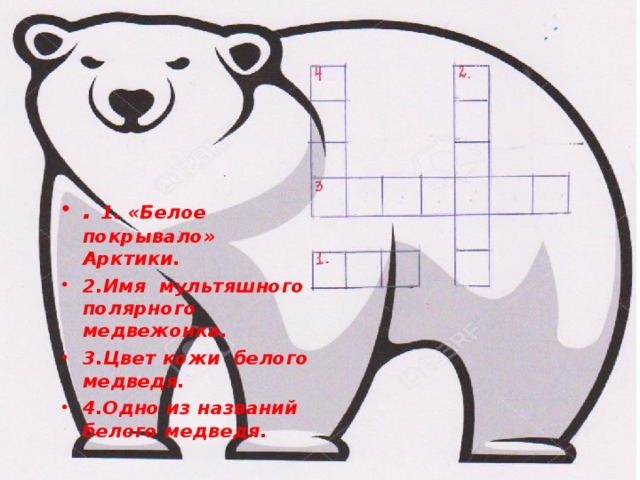 4
2.
3
1.
. 1. «Белое
покрывало»
Арктики.
2.Имя мультяшного
полярного
медвежонка.
3.Цвет кожи белого
медведя.
4.Одно из названий
белого медведя.